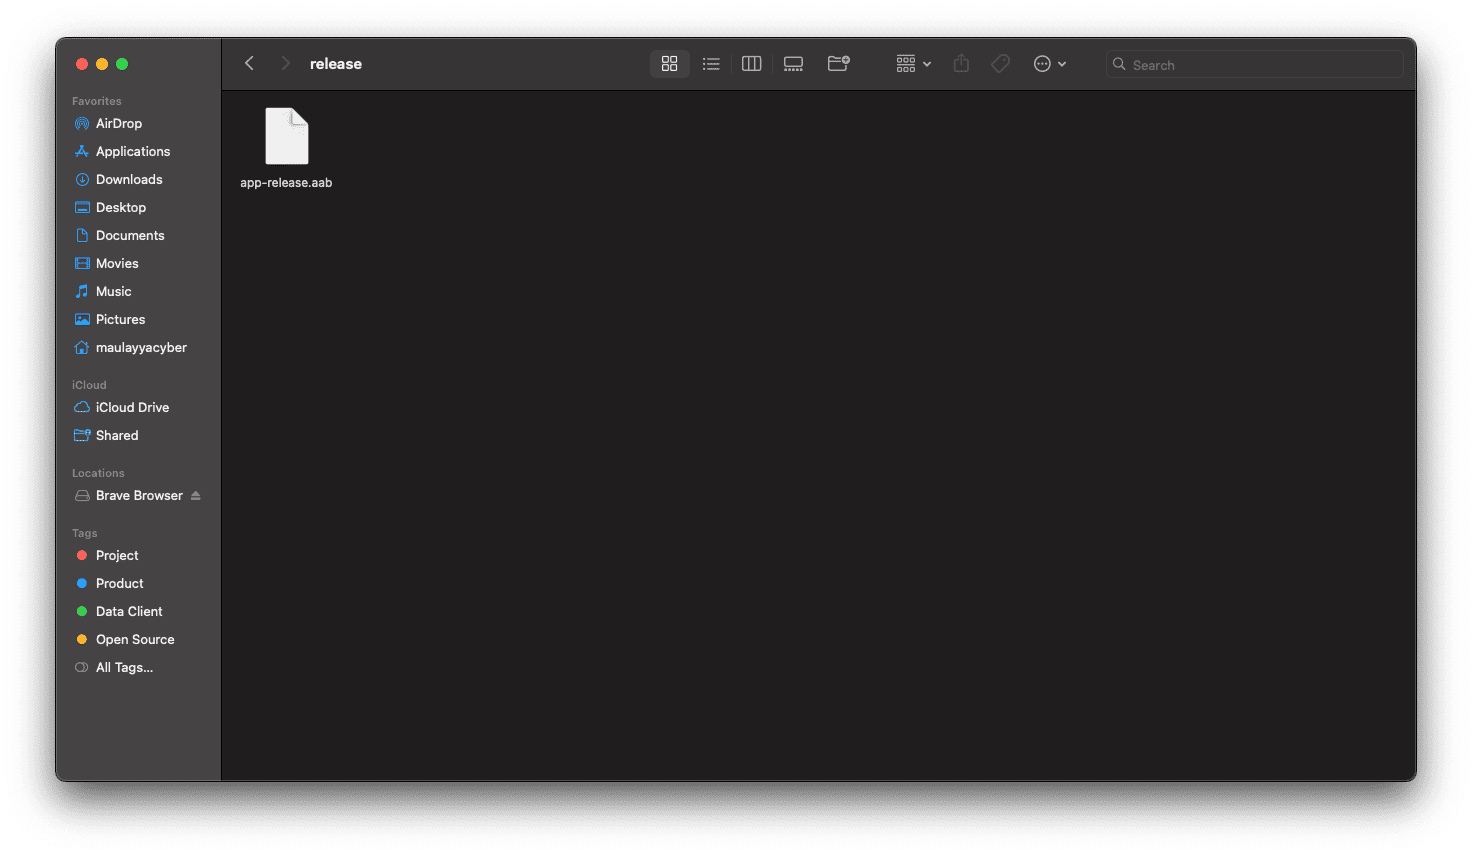 release
Search
Favorites
AirDrop
Applications
Downloads
Desktop
Documents
Movies
Music
Pictures
maulayyacyber
iCloud
iCloud Drive
Shared
Locations
Brave Browser
Tags
Project
Product
Data Client
Open Source
All Tags...
app-release.aab